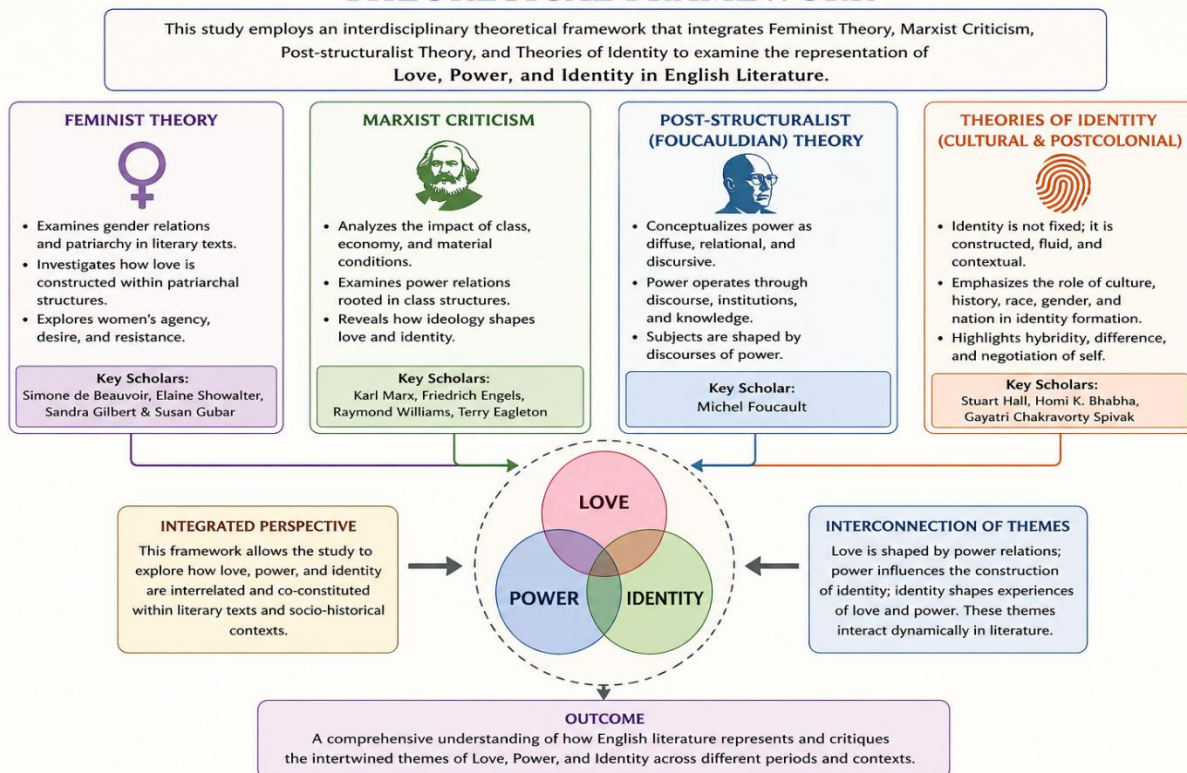 THEORETICAL FRAMEWORK
This study employs an interdisciplinary theoretical framework that integrates Feminist Theory, Marxist Criticism,
Post-structuralist Theory, and Theories of Identity to examine the representation of
Love, Power, and Identity in English Literature.
FEMINIST THEORY
• Examines gender relations
and patriarchy in literary texts.
• Investigates how love is
constructed within patriarchal
structures.
• Explores women's agency,
desire, and resistance.
Key Scholars:
Simone de Beauvoir, Elaine Showalter,
Sandra Gilbert & Susan Gubar
MARXIST CRITICISM
• Analyzes the impact of class,
economy, and material
conditions.
• Examines power relations
rooted in class structures.
• Reveals how ideology shapes
love and identity.
Key Scholars:
Karl Marx, Friedrich Engels,
Raymond Williams, Terry Eagleton
POST-STRUCTURALIST
(FOUCAULDIAN) THEORY
• Conceptualizes power as
diffuse, relational, and
discursive.
• Power operates through
discourse, institutions,
and knowledge.
• Subjects are shaped by
discourses of power.
Key Scholar:
Michel Foucault
THEORIES OF IDENTITY
(CULTURAL & POSTCOLONIAL)
• Identity is not fixed; it is
constructed, fluid, and
contextual.
• Emphasizes the role of culture,
history, race, gender, and
nation in identity formation.
• Highlights hybridity, difference,
and negotiation of self.
Key Scholars:
Stuart Hall, Homi K. Bhabha,
Gayatri Chakravorty Spivak
INTEGRATED PERSPECTIVE
This framework allows the study to
explore how love, power, and identity
are interrelated and co-constituted
within literary texts and socio-historical
contexts.
LOVE
POWER
IDENTITY
INTERCONNECTION OF THEMES
Love is shaped by power relations;
power influences the construction
of identity; identity shapes experiences
of love and power. These themes
interact dynamically in literature.
OUTCOME
A comprehensive understanding of how English literature represents and critiques
the intertwined themes of Love, Power, and Identity across different periods and contexts.